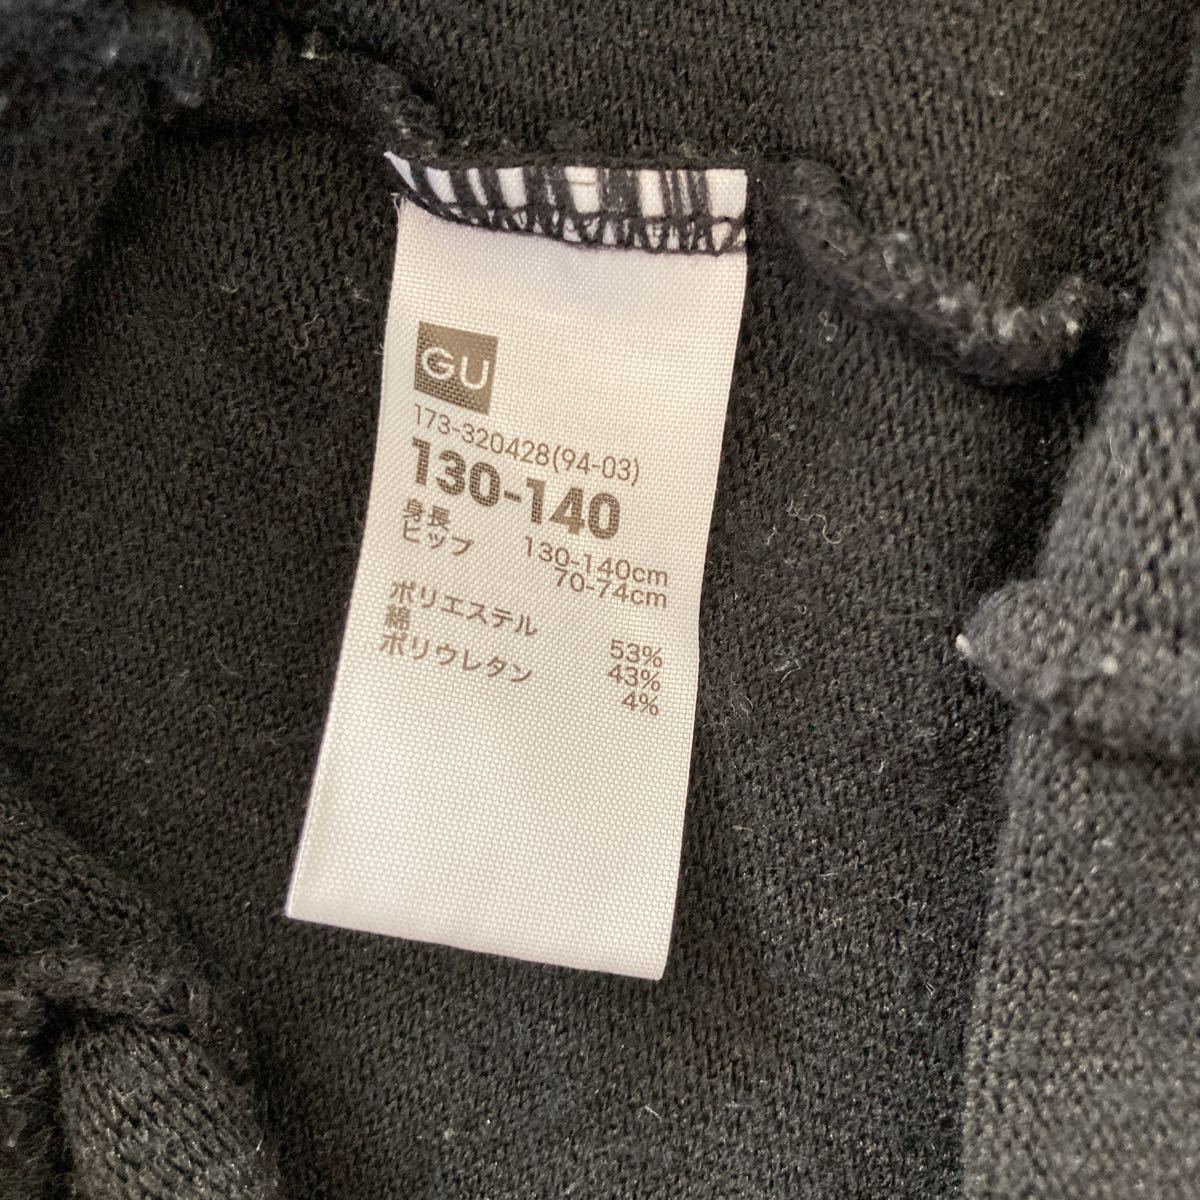 GU
173-320428(94-03)
130-140
身長 130-140cm
ヒップ 70-74cm
ポリエステル 53%
綿 43%
ポリウレタン 4%